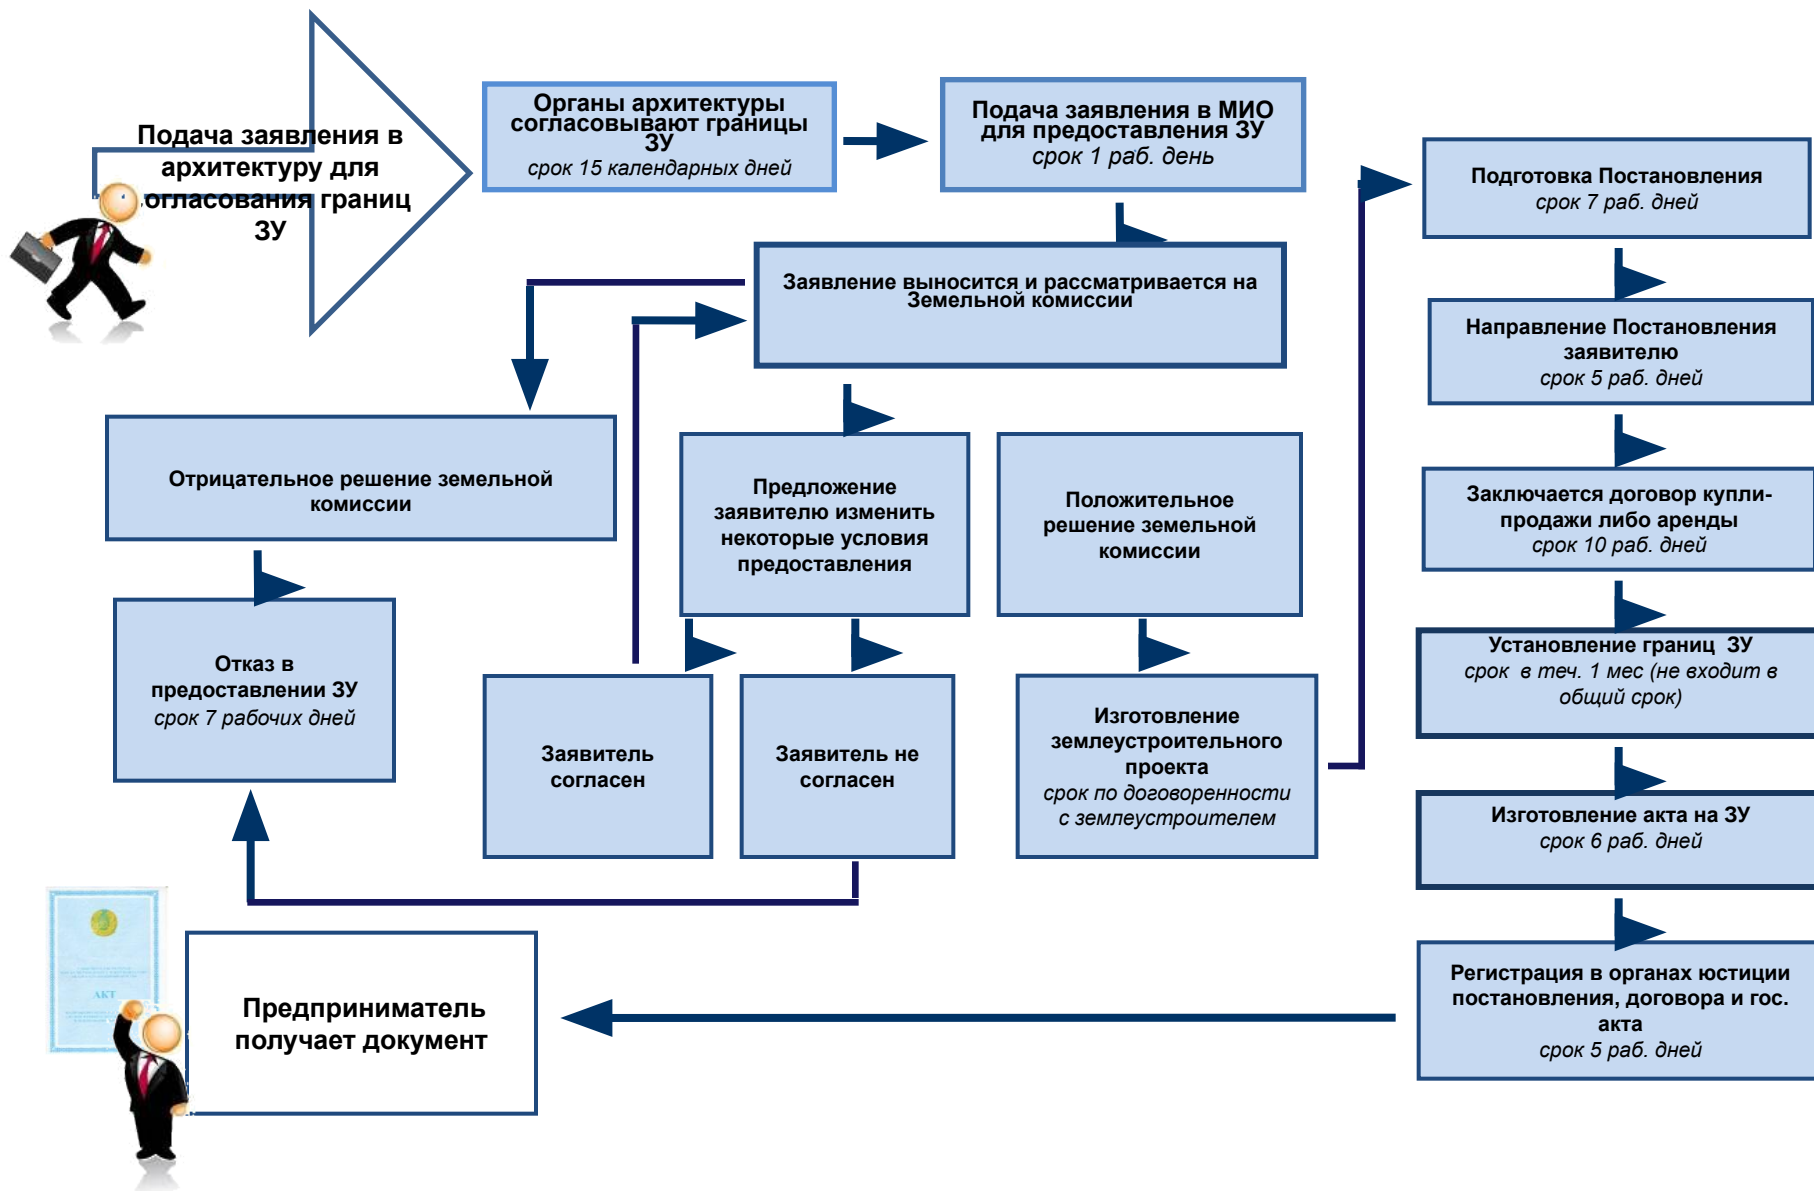 Подача заявления в
архитектуру для
согласования границ
ЗУ
Органы архитектуры
согласовывают границы
ЗУ
срок 15 календарных дней
Подача заявления в МИО
для предоставления ЗУ
срок 1 раб. день
Заявление выносится и рассматривается на
Земельной комиссии
Отрицательное решение земельной
комиссии
Отказ в
предоставлении ЗУ
срок 7 рабочих дней
Предложение
заявителю изменить
некоторые условия
предоставления
Заявитель
согласен
Заявитель не
согласен
Положительное
решение земельной
комиссии
Изготовление
землеустроительного
проекта
срок по договоренности
с землеустроителем
Подготовка Постановления
срок 7 раб. дней
Направление Постановления
заявителю
срок 5 раб. дней
Заключается договор купли-
продажи либо аренды
срок 10 раб. дней
Установление границ ЗУ
срок в теч. 1 мес (не входит в
общий срок)
Изготовление акта на ЗУ
срок 6 раб. дней
Регистрация в органах юстиции
постановления, договора и гос.
акта
срок 5 раб. дней
Предприниматель
получает документ
АКТ